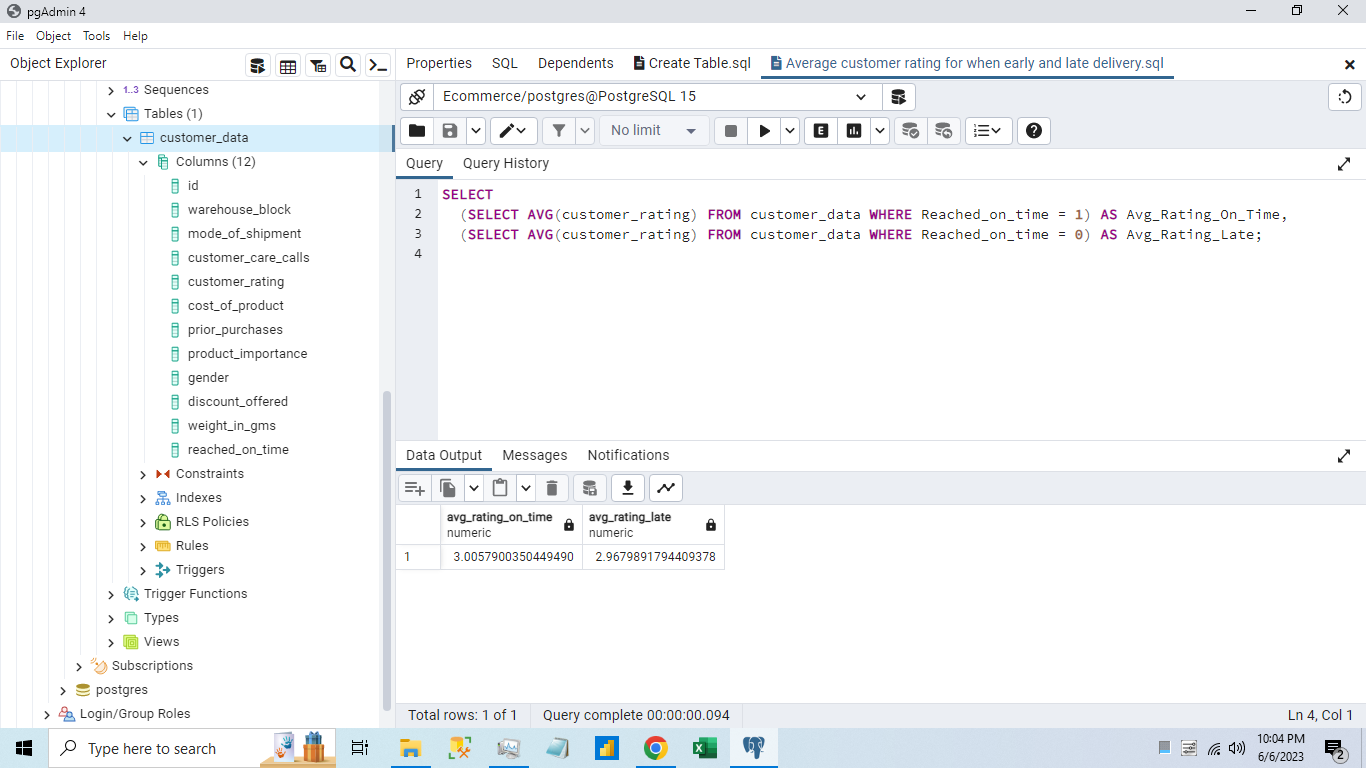 pgAdmin 4
File Object Tools Help
Object Explorer
Properties SQL Dependents Create Table.sql Average customer rating for when early and late delivery.sql
Ecommerce/postgres@PostgreSQL 15
No limit
E
Query Query History
1 SELECT
2 (SELECT AVG(customer_rating) FROM customer_data WHERE Reached_on_time = 1) AS Avg_Rating_On_Time,
3 (SELECT AVG(customer_rating) FROM customer_data WHERE Reached_on_time = 0) AS Avg_Rating_Late;
4
1..3 Sequences
Tables (1)
customer_data
Columns (12)
id
warehouse_block
mode_of_shipment
customer_care_calls
customer_rating
cost_of_product
prior_purchases
product_importance
gender
discount_offered
weight_in_gms
reached_on_time
Constraints
Indexes
RLS Policies
Rules
Triggers
Trigger Functions
Types
Views
Subscriptions
postgres
Login/Group Roles
Data Output Messages Notifications
avg_rating_on_time avg_rating_late
numeric numeric
1 3.0057900350449490 2.9679891794409378
Total rows: 1 of 1 Query complete 00:00:00.094 Ln 4, Col 1
Type here to search
10:04 PM
6/6/2023
2